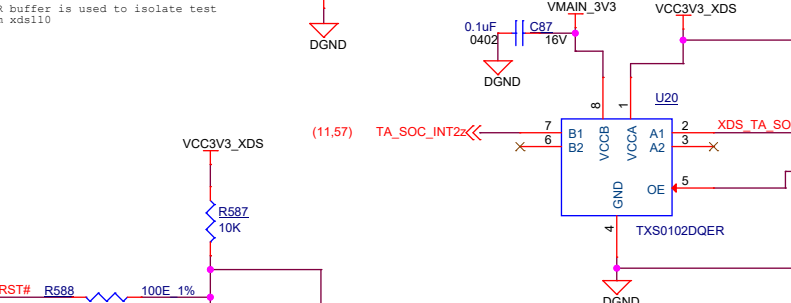 R buffer is used to isolate test
xds110
DGND
VMAIN_3V3
VCC3V3_XDS
0.1uF
C87
0402
16V
DGND
U20
8
1
(11,57)
TA_SOC_INT2z
7
B1
VCCB
VCCA
A1
2
XDS_TA_SO
6
B2
A2
3
VCC3V3_XDS
GND
OE
5
R587
10K
4
TXS0102DQER
RST#
R588
100E_1%
DGND